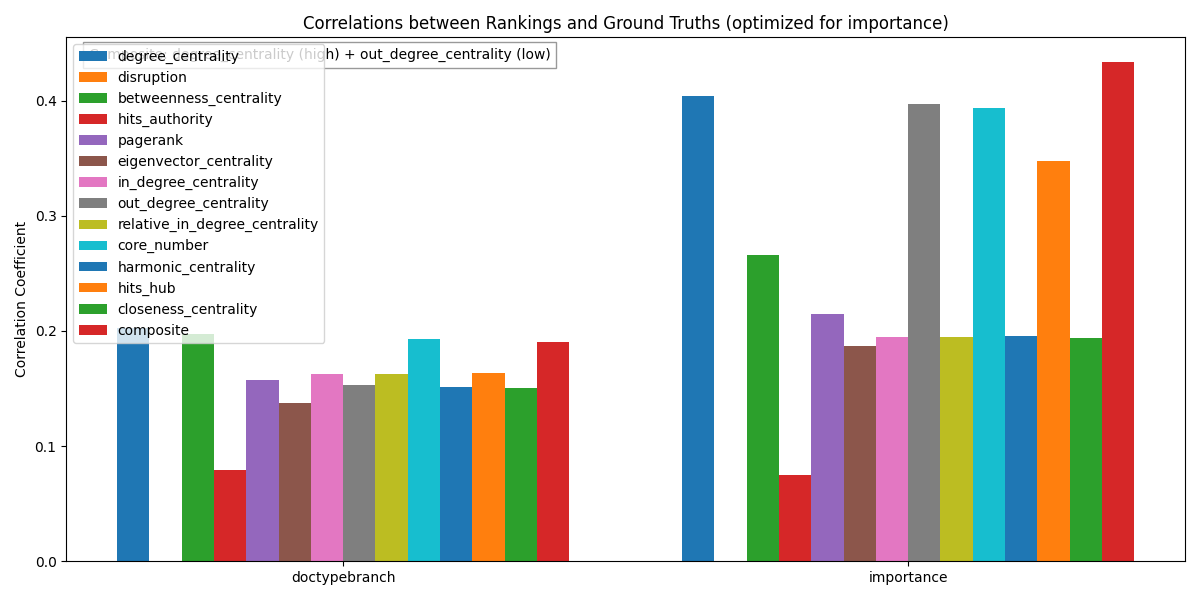 Correlations between Rankings and Ground Truths (optimized for importance)
Composite: degree_centrality (high) + out_degree_centrality (low)
degree_centrality
disruption
betweenness_centrality
hits_authority
pagerank
eigenvector_centrality
in_degree_centrality
out_degree_centrality
relative_in_degree_centrality
core_number
harmonic_centrality
hits_hub
closeness_centrality
composite
Correlation Coefficient
0.4
0.3
0.2
0.1
0.0
doctypebranch
importance